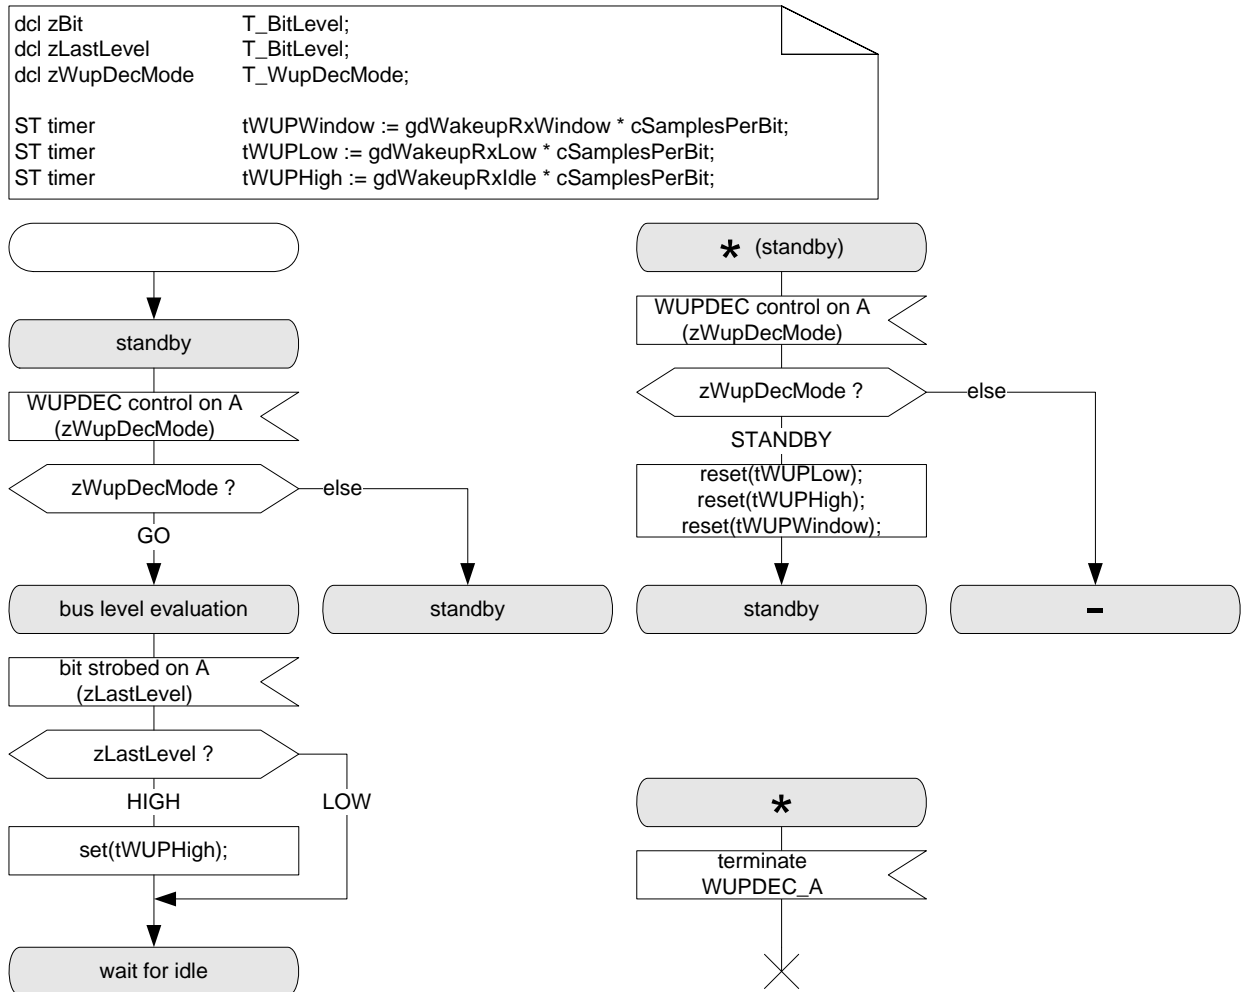 dcl zBit T_BitLevel;
dcl zLastLevel T_BitLevel;
dcl zWupDecMode T_WupDecMode;
ST timer tWUPWindow := gdWakeupRxWindow * cSamplesPerBit;
ST timer tWUPLow := gdWakeupRxLow * cSamplesPerBit;
ST timer tWUPHigh := gdWakeupRxIdle * cSamplesPerBit;
standby
WUPDEC control on A
(zWupDecMode)
zWupDecMode ?
else
GO
bus level evaluation
standby
bit strobed on A
(zLastLevel)
zLastLevel ?
HIGH
LOW
set(tWUPHigh);
wait for idle
* (standby)
WUPDEC control on A
(zWupDecMode)
zWupDecMode ?
else
STANDBY
reset(tWUPLow);
reset(tWUPHigh);
reset(tWUPWindow);
standby
-
*
terminate
WUPDEC_A